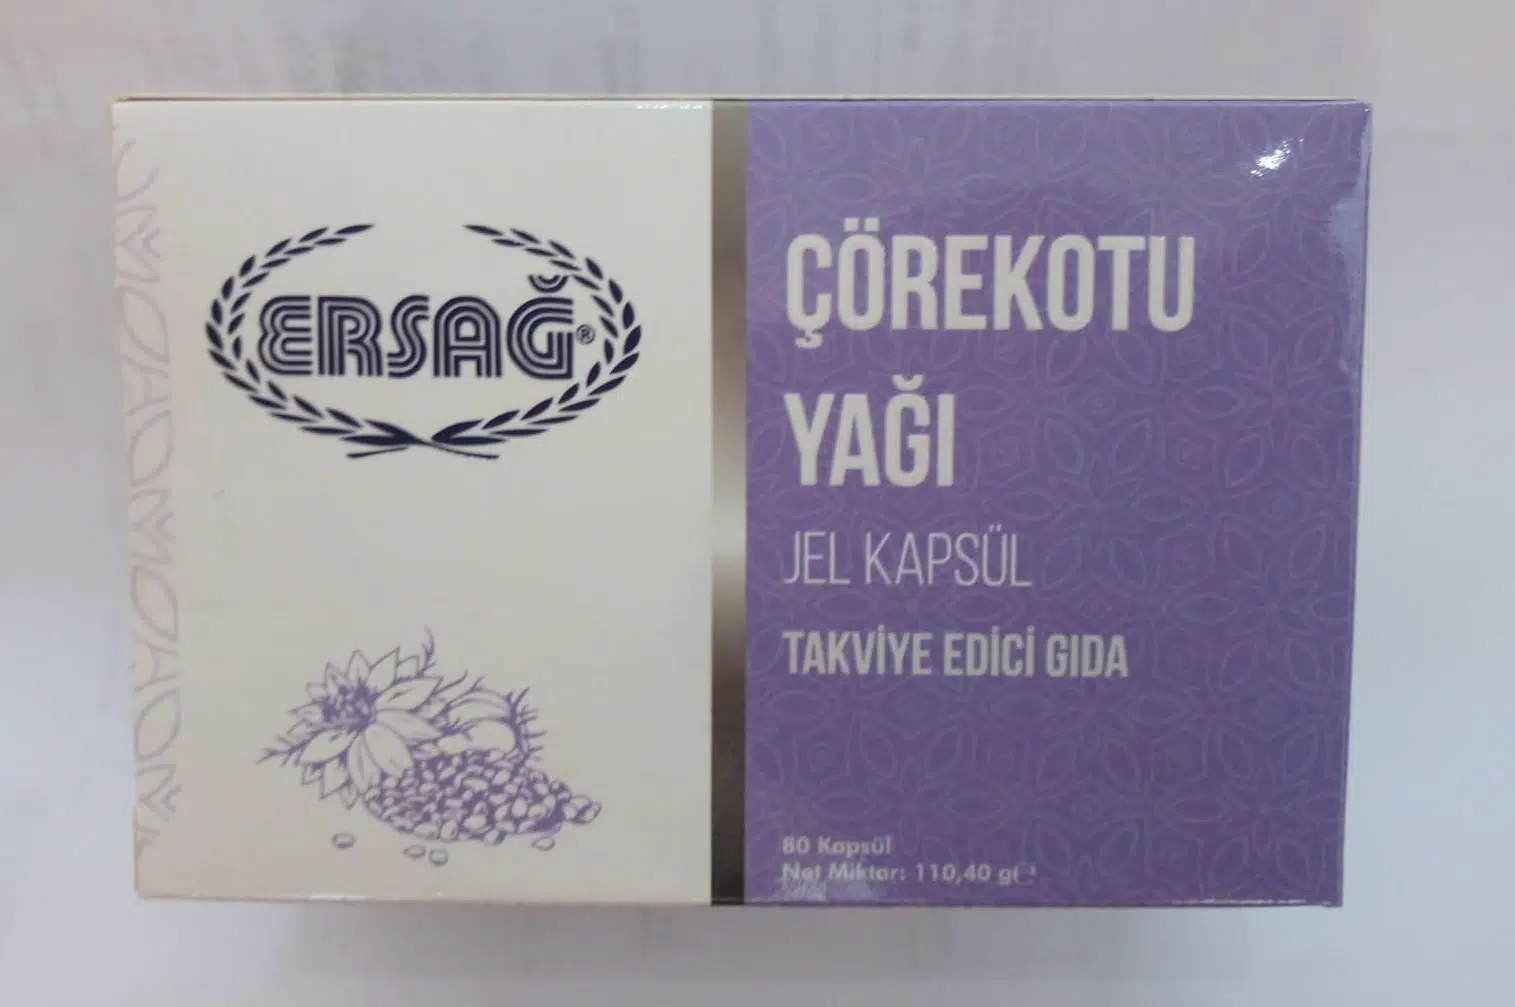 ERSAĞ®
ÇÖREKOTU
YAĞI
JEL KAPSÜL
TAKVİYE EDİCİ GIDA
80 Kapsül
Net Miktar: 110,40 g℮